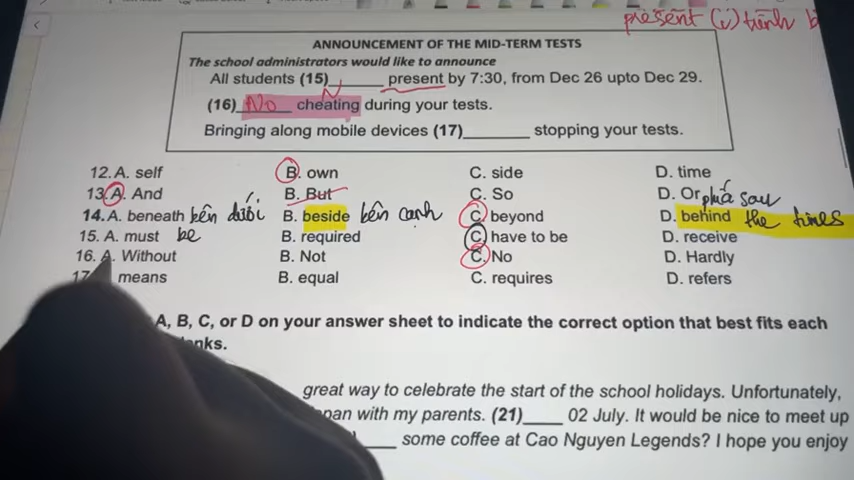 present (v) trình
ANNOUNCEMENT OF THE MID-TERM TESTS
The school administrators would like to announce
All students (15)______ present by 7:30, from Dec 26 upto Dec 29.
N
(16) No cheating during your tests.
Bringing along mobile devices (17)________ stopping your tests.
12. A. self B. own C. side D. time
13. A. And B. But C. So D. Or phía sau
14. A. beneath bên dưới B. beside bên cạnh C. beyond D. behind the times
15. A. must be B. required C. have to be D. receive
16. A. Without B. Not C. No D. Hardly
17 means B. equal C. requires D. refers
A, B, C, or D on your answer sheet to indicate the correct option that best fits each
great way to celebrate the start of the school holidays. Unfortunately,
with my parents. (21)____ 02 July. It would be nice to meet up
____ some coffee at Cao Nguyen Legends? I hope you enjoy